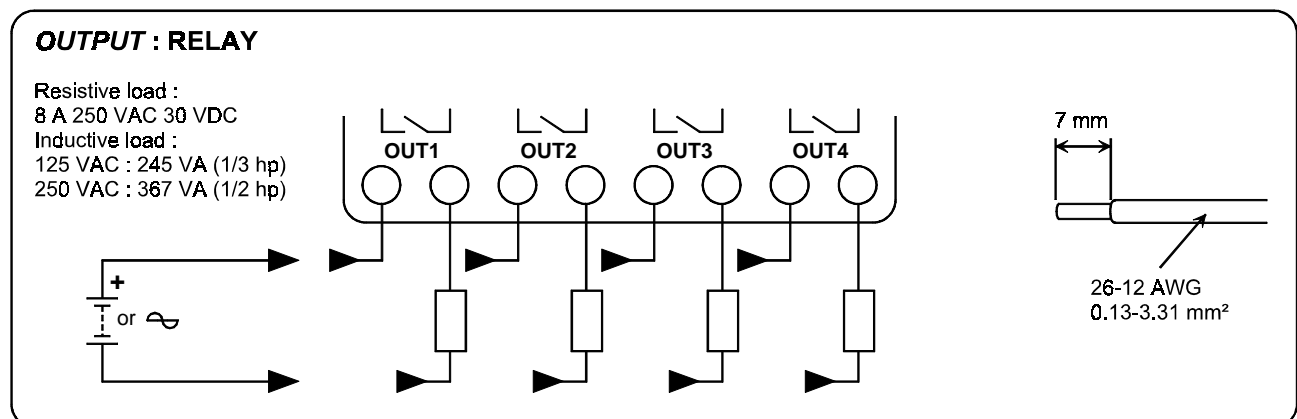 OUTPUT : RELAY
Resistive load :
8 A 250 VAC 30 VDC
Inductive load :
125 VAC : 245 VA (1/3 hp)
250 VAC : 367 VA (1/2 hp)
OUT1 OUT2 OUT3 OUT4
+
or
7 mm
26-12 AWG
0.13-3.31 mm²